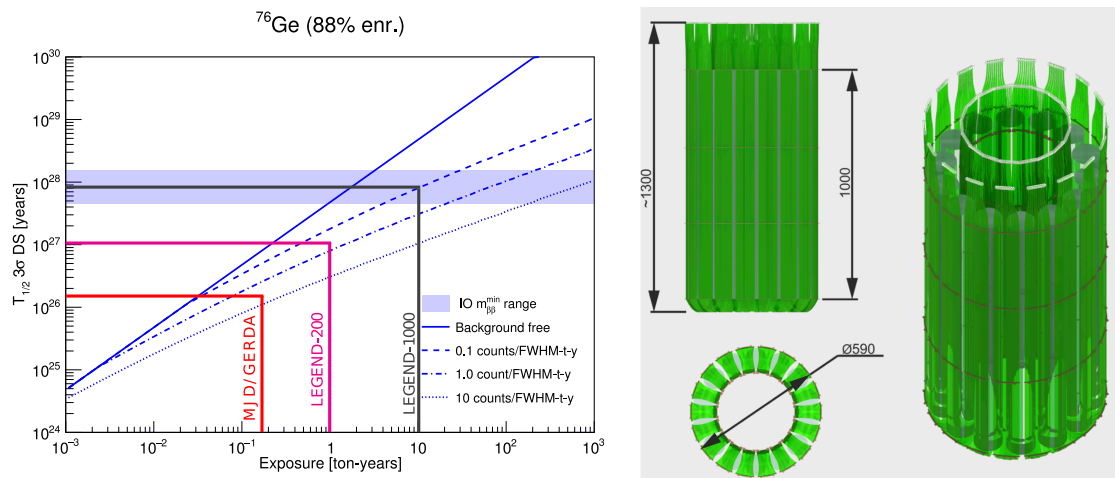 ⁷⁶Ge (88% enr.)
T₁/₂ 3σ DS [years]
10³⁰
10²⁹
10²⁸
10²⁷
10²⁶
10²⁵
10²⁴
10⁻³
10⁻²
10⁻¹
1
10
10²
10³
Exposure [ton-years]
MJD/GERDA
LEGEND-200
LEGEND-1000
IO mᵐⁱⁿββ range
Background free
0.1 counts/FWHM-t-y
1.0 count/FWHM-t-y
10 counts/FWHM-t-y
~1300
1000
Ø590